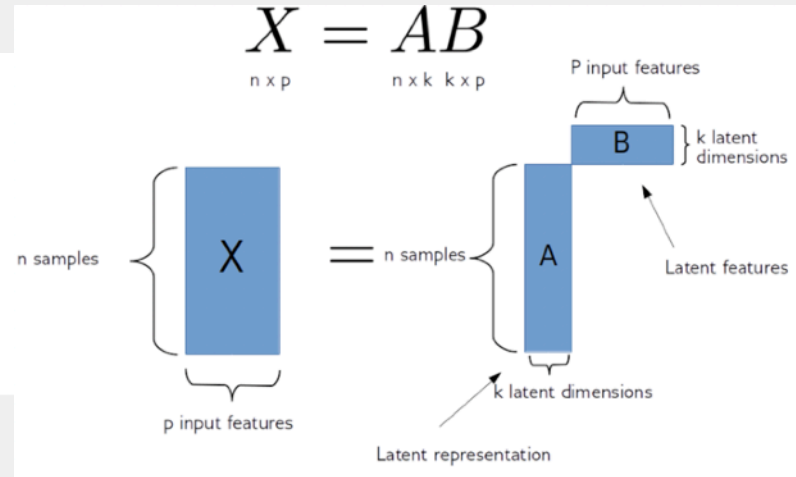 X = AB
n x p
n x k k x p
P input features
B
k latent
dimensions
n samples
X
=
n samples
A
Latent features
k latent dimensions
p input features
Latent representation